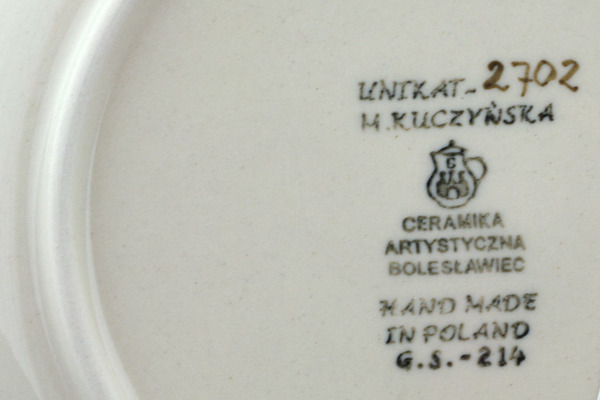 UNIKAT-2702
M.KUCZYŃSKA
C
CERAMIKA
ARTYSTYCZNA
BOLESŁAWIEC
HAND MADE
IN POLAND
G.S.-214